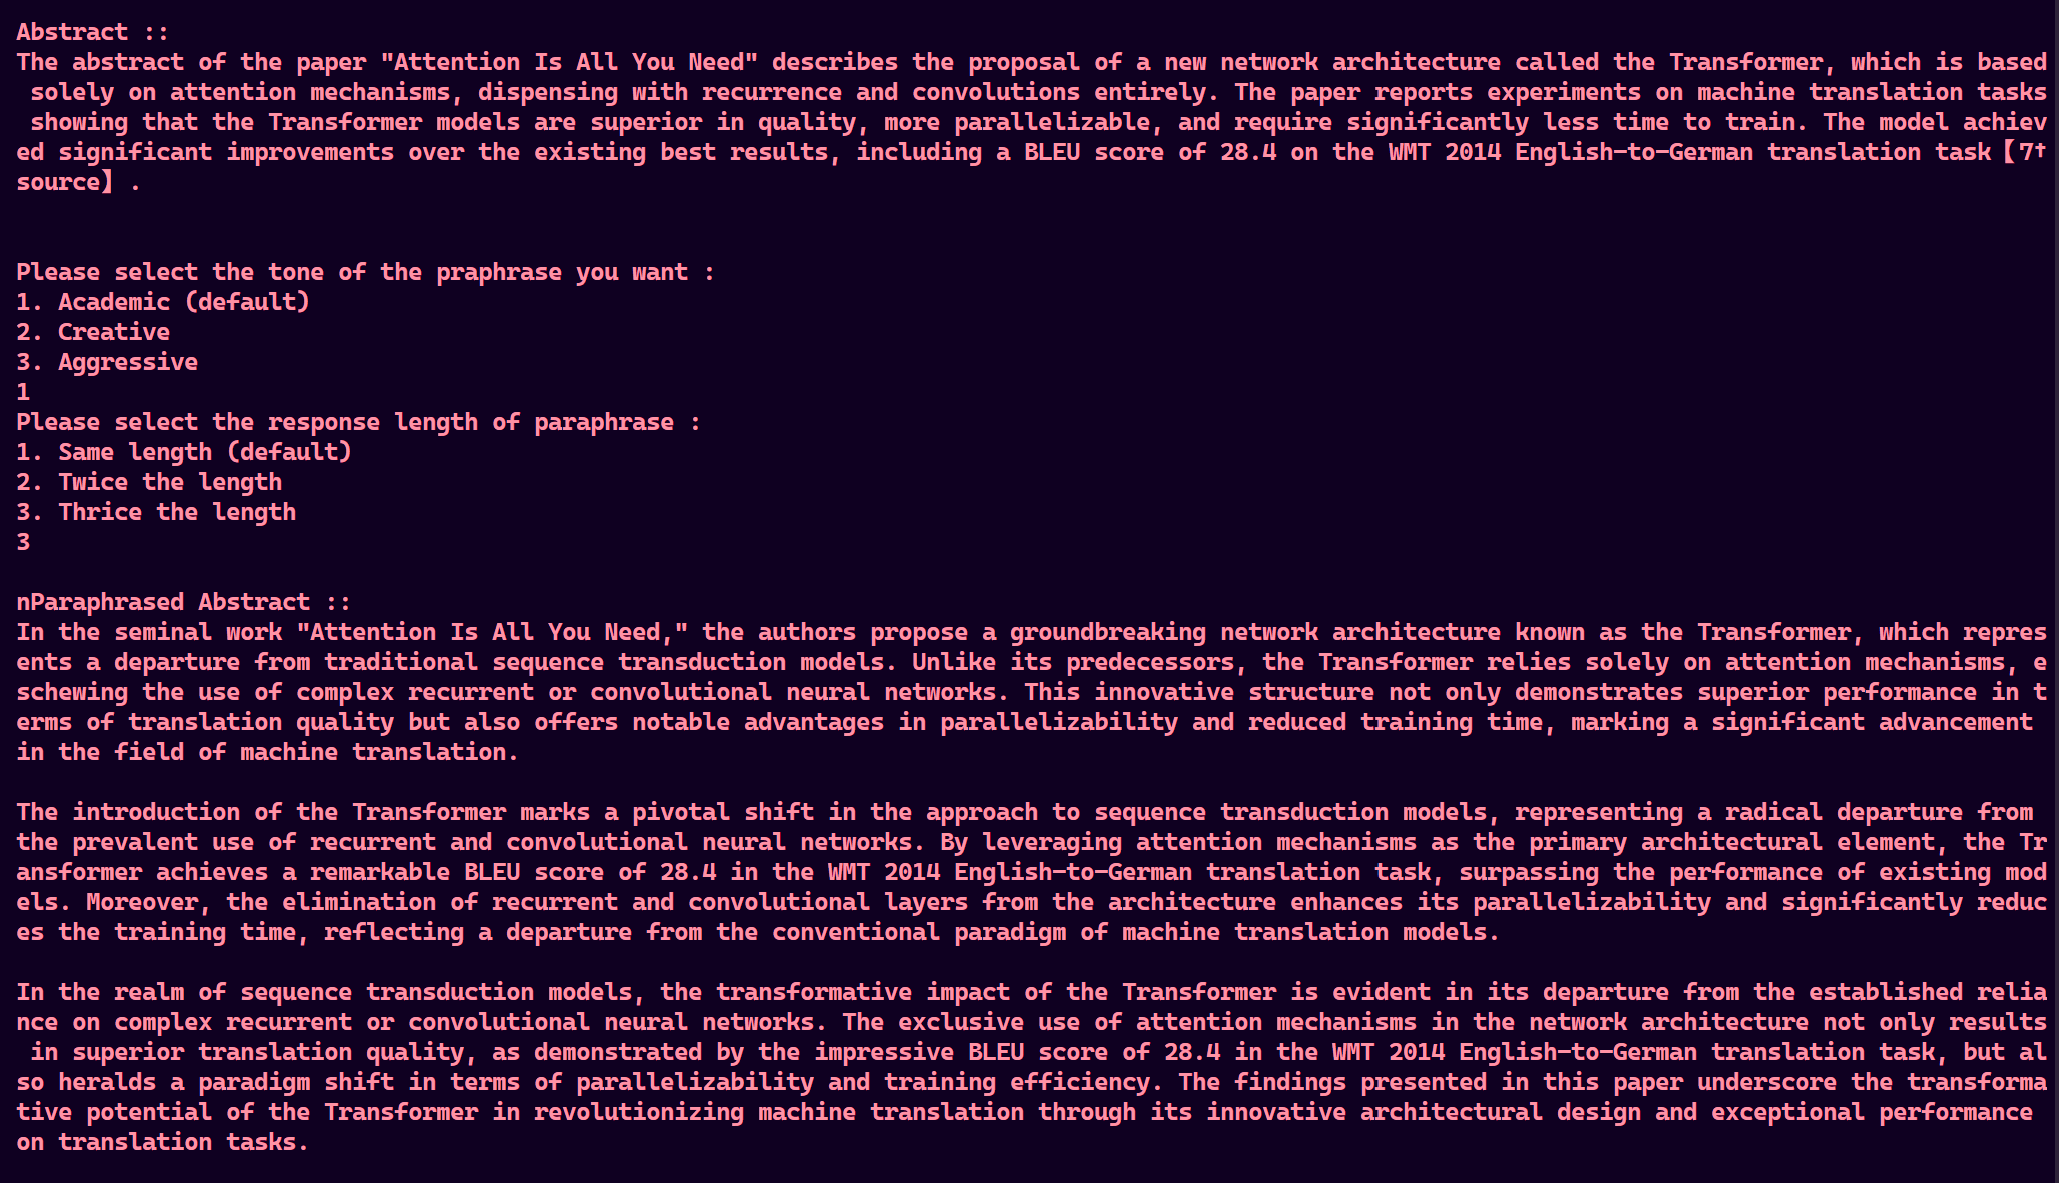 Abstract ::
The abstract of the paper "Attention Is All You Need" describes the proposal of a new network architecture called the Transformer, which is based
 solely on attention mechanisms, dispensing with recurrence and convolutions entirely. The paper reports experiments on machine translation tasks
 showing that the Transformer models are superior in quality, more parallelizable, and require significantly less time to train. The model achiev
ed significant improvements over the existing best results, including a BLEU score of 28.4 on the WMT 2014 English-to-German translation task【7†
source】.
Please select the tone of the praphrase you want :
1. Academic (default)
2. Creative
3. Aggressive
1
Please select the response length of paraphrase :
1. Same length (default)
2. Twice the length
3. Thrice the length
3
nParaphrased Abstract ::
In the seminal work "Attention Is All You Need," the authors propose a groundbreaking network architecture known as the Transformer, which repres
ents a departure from traditional sequence transduction models. Unlike its predecessors, the Transformer relies solely on attention mechanisms, e
schewing the use of complex recurrent or convolutional neural networks. This innovative structure not only demonstrates superior performance in t
erms of translation quality but also offers notable advantages in parallelizability and reduced training time, marking a significant advancement
in the field of machine translation.
The introduction of the Transformer marks a pivotal shift in the approach to sequence transduction models, representing a radical departure from
the prevalent use of recurrent and convolutional neural networks. By leveraging attention mechanisms as the primary architectural element, the Tr
ansformer achieves a remarkable BLEU score of 28.4 in the WMT 2014 English-to-German translation task, surpassing the performance of existing mod
els. Moreover, the elimination of recurrent and convolutional layers from the architecture enhances its parallelizability and significantly reduc
es the training time, reflecting a departure from the conventional paradigm of machine translation models.
In the realm of sequence transduction models, the transformative impact of the Transformer is evident in its departure from the established relia
nce on complex recurrent or convolutional neural networks. The exclusive use of attention mechanisms in the network architecture not only results
 in superior translation quality, as demonstrated by the impressive BLEU score of 28.4 in the WMT 2014 English-to-German translation task, but al
so heralds a paradigm shift in terms of parallelizability and training efficiency. The findings presented in this paper underscore the transforma
tive potential of the Transformer in revolutionizing machine translation through its innovative architectural design and exceptional performance
on translation tasks.